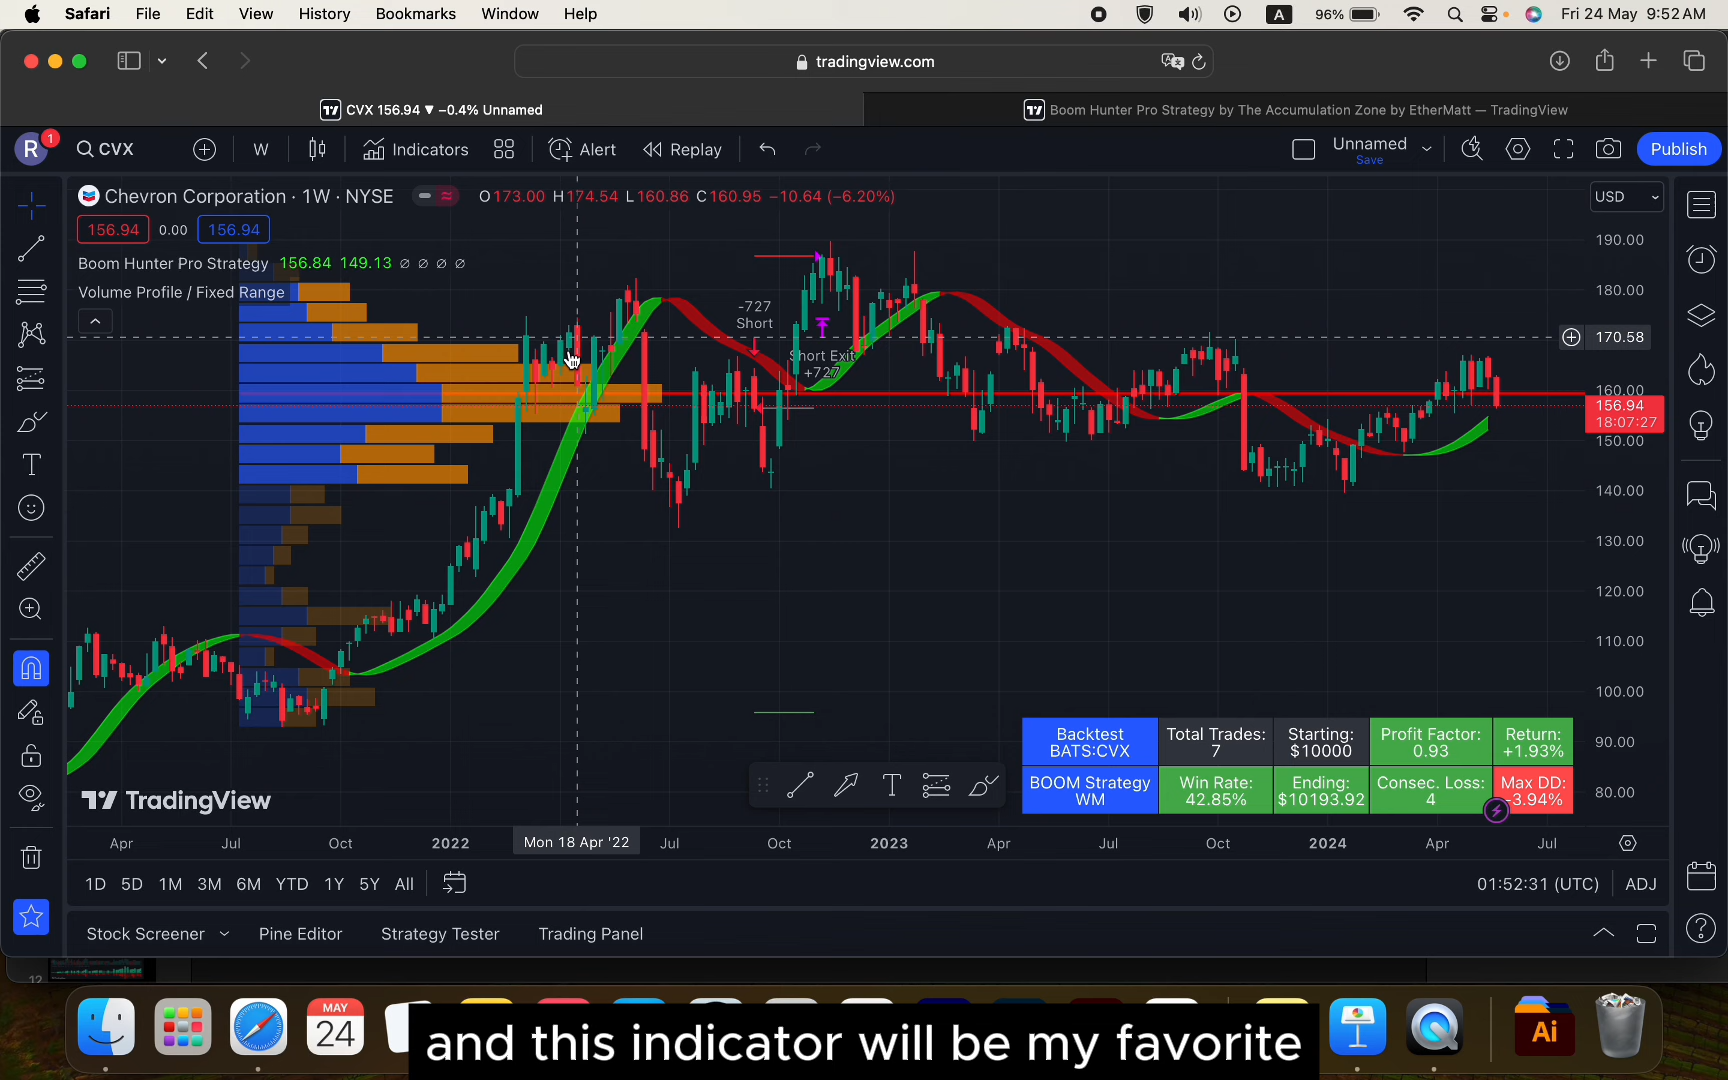 Safari File Edit View History Bookmarks Window Help A 96% Fri 24 May 9:52 AM
tradingview.com
CVX 156.94 ▼ −0.4% Unnamed
Boom Hunter Pro Strategy by The Accumulation Zone by EtherMatt — TradingView
R 1 CVX W Indicators Alert Replay Unnamed Save Publish
Chevron Corporation · 1W · NYSE O173.00 H174.54 L160.86 C160.95 −10.64 (−6.20%) USD
156.94 0.00 156.94
Boom Hunter Pro Strategy 156.84 149.13 ∅ ∅ ∅ ∅
Volume Profile / Fixed Range
190.00
180.00
170.58
160.00
156.94
18:07:27
150.00
140.00
130.00
120.00
110.00
100.00
90.00
80.00
-727
Short
Short Exit
+727
Backtest
BATS:CVX
Total Trades:
7
Starting:
$10000
Profit Factor:
0.93
Return:
+1.93%
BOOM Strategy
WM
Win Rate:
42.85%
Ending:
$10193.92
Consec. Loss:
4
Max DD:
-3.94%
TradingView
Apr Jul Oct 2022 Mon 18 Apr '22 Jul Oct 2023 Apr Jul Oct 2024 Apr Jul
1D 5D 1M 3M 6M YTD 1Y 5Y All 01:52:31 (UTC) ADJ
Stock Screener Pine Editor Strategy Tester Trading Panel
12
MAY
24
Ai
and this indicator will be my favorite